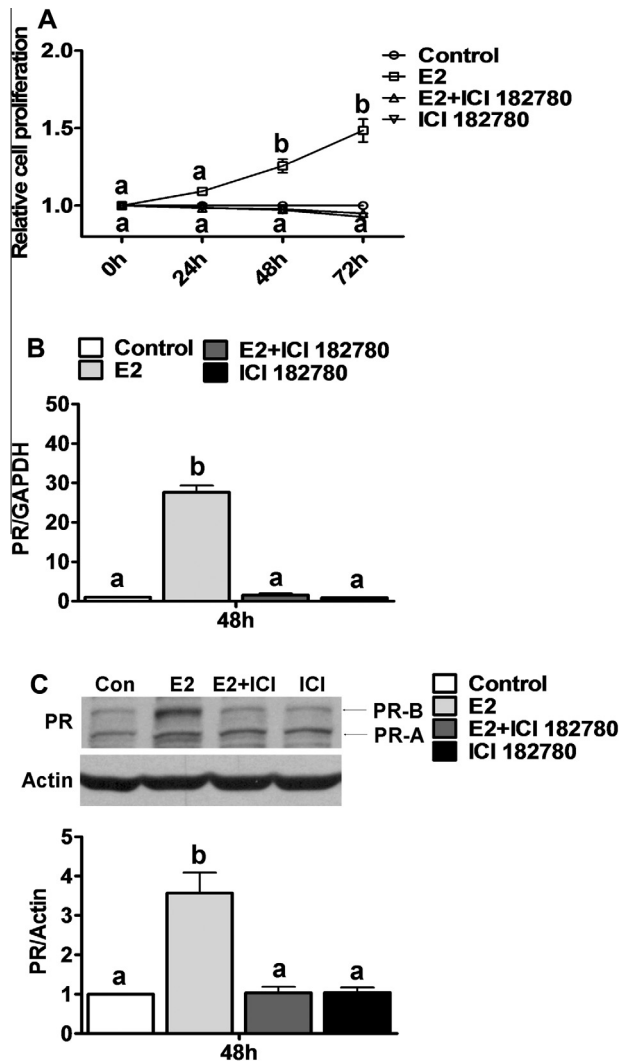 A
Relative cell proliferation
2.0
1.5
1.0
Control
E2
E2+ICI 182780
ICI 182780
a
a
b
b
a
a
a
a
0h
24h
48h
72h
B
Control
E2+ICI 182780
E2
ICI 182780
PR/GAPDH
50
40
30
20
10
0
a
b
a
a
48h
C
Con E2 E2+ICI ICI
PR
PR-B
PR-A
Actin
Control
E2
E2+ICI 182780
ICI 182780
PR/Actin
5
4
3
2
1
0
a
b
a
a
48h